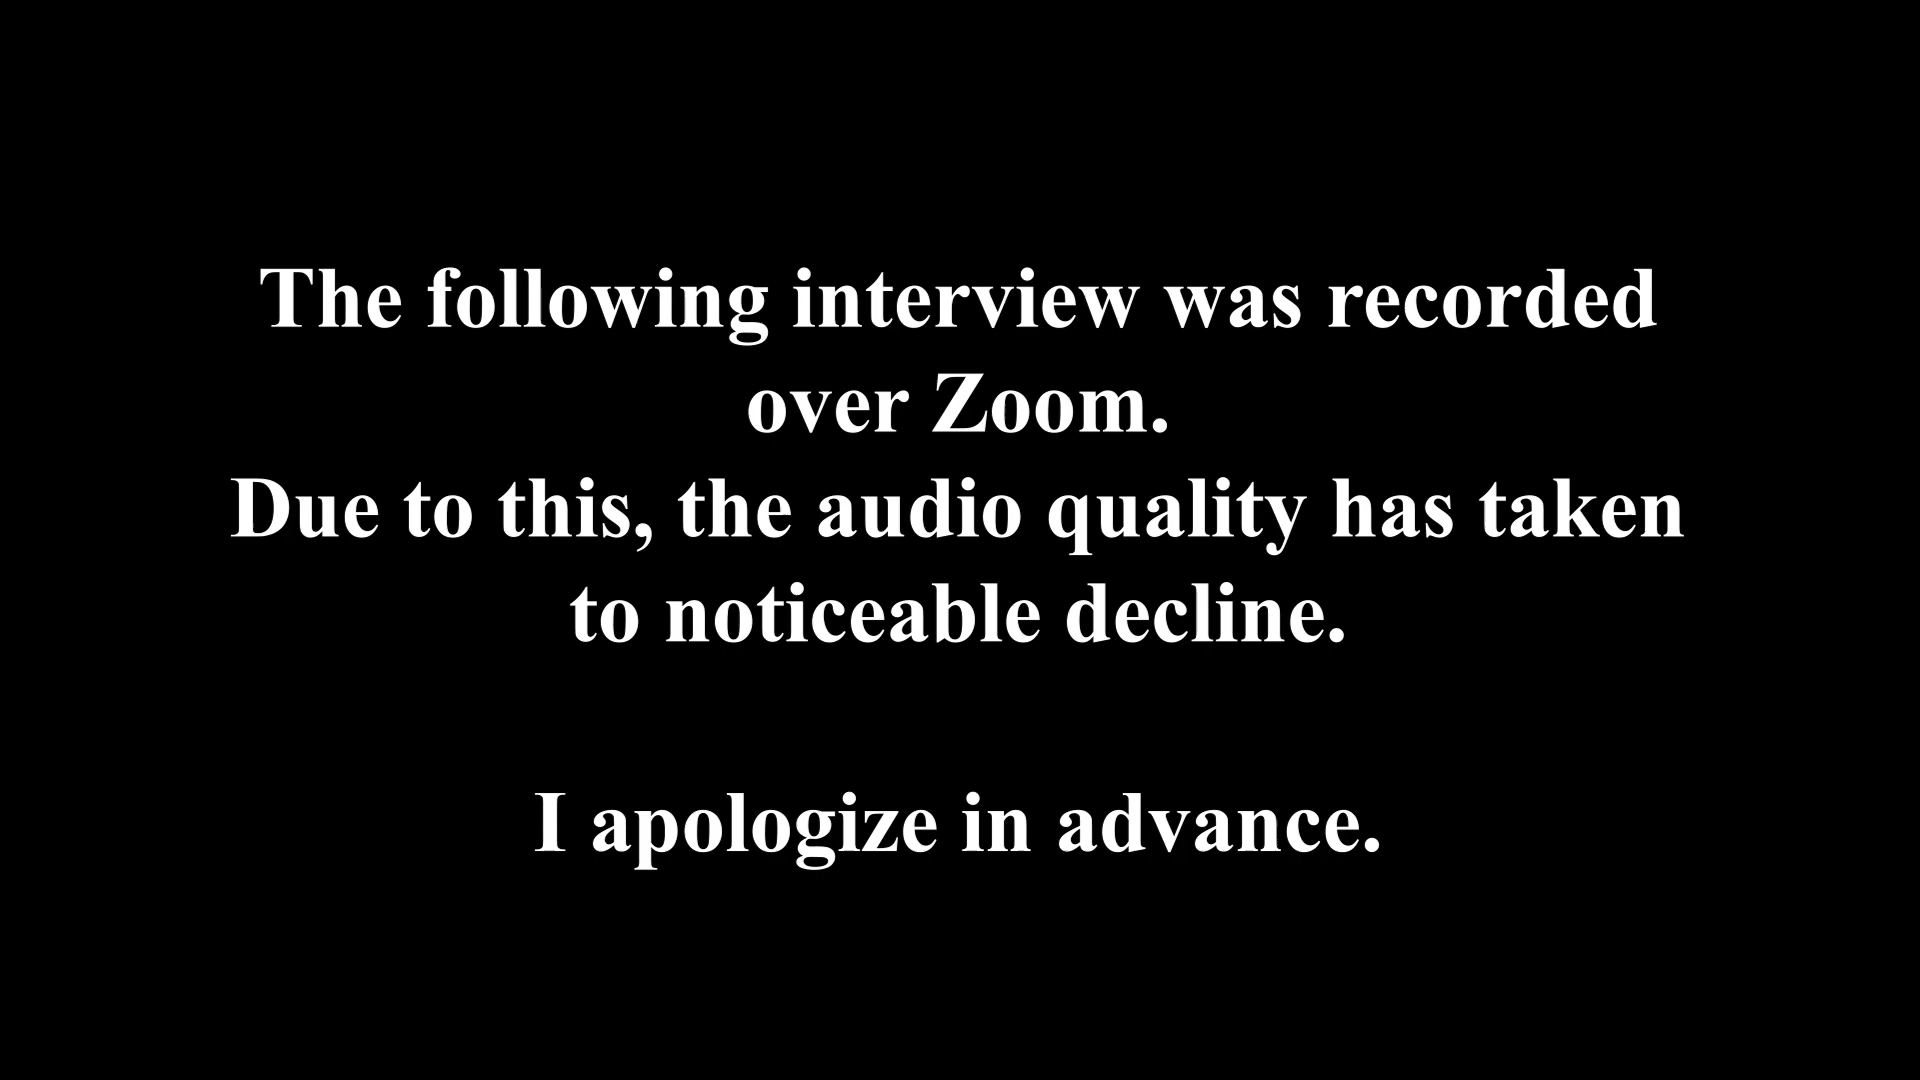 The following interview was recorded
over Zoom.
Due to this, the audio quality has taken
to noticeable decline.
I apologize in advance.